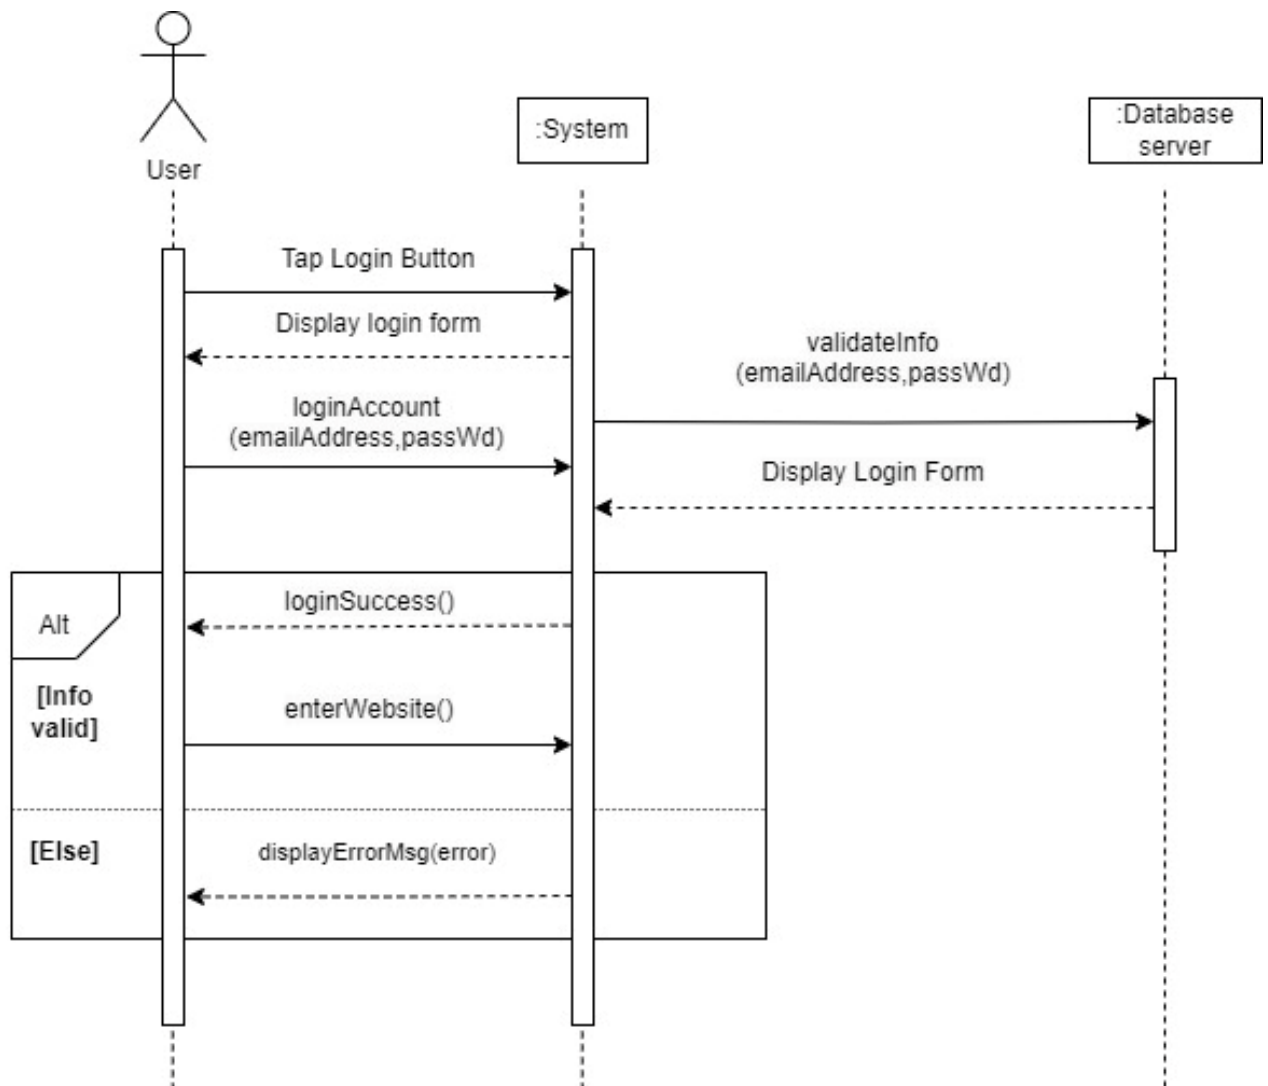 User
:System
:Database
server
Tap Login Button
Display login form
validateInfo
(emailAddress,passWd)
loginAccount
(emailAddress,passWd)
Display Login Form
Alt
loginSuccess()
[Info
valid]
enterWebsite()
[Else]
displayErrorMsg(error)